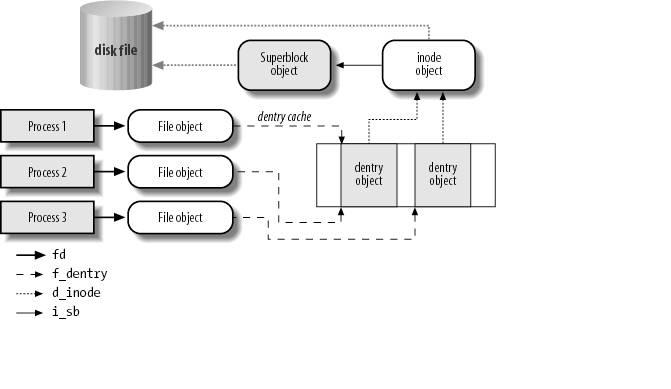 disk file
Superblock
object
inode
object
Process 1
File object
dentry cache
Process 2
File object
dentry
object
dentry
object
Process 3
File object
fd
f_dentry
d_inode
i_sb